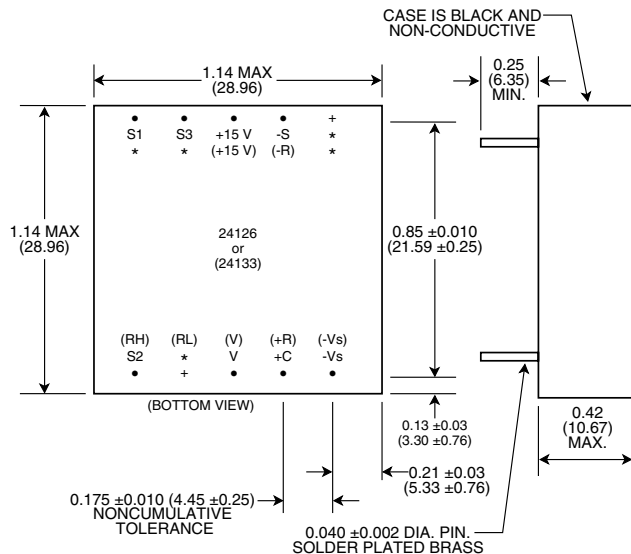 CASE IS BLACK AND
NON-CONDUCTIVE
1.14 MAX
(28.96)
0.25
(6.35)
MIN.
+
S1 S3 +15 V -S *
* * (+15 V) (-R) *
1.14 MAX
(28.96)
24126
or
(24133)
0.85 ±0.010
(21.59 ±0.25)
(RH) (RL) (V) (+R) (-Vs)
S2 * V +C -Vs
+
(BOTTOM VIEW)
0.13 ±0.03
(3.30 ±0.76)
0.42
(10.67)
MAX.
0.21 ±0.03
(5.33 ±0.76)
0.175 ±0.010 (4.45 ±0.25)
NONCUMULATIVE
TOLERANCE
0.040 ±0.002 DIA. PIN.
SOLDER PLATED BRASS